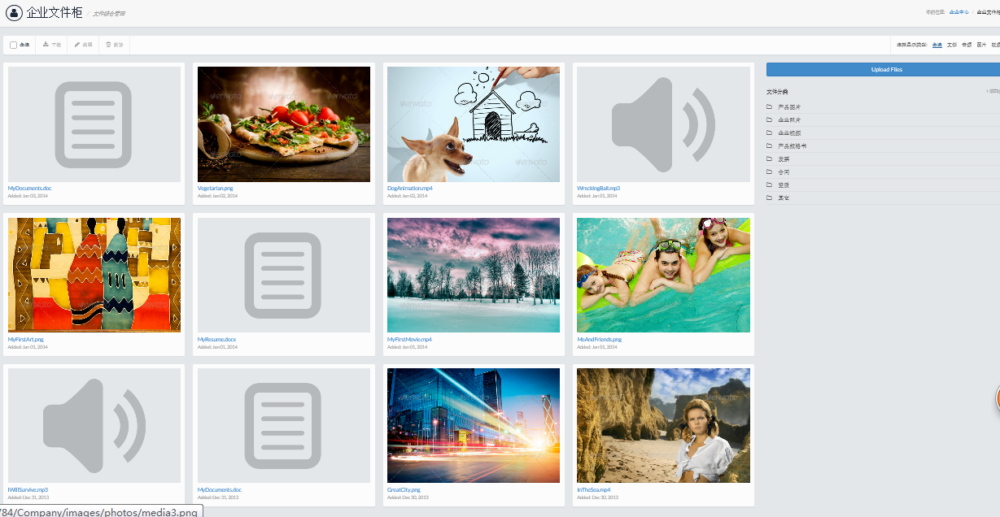 企业文件柜 / 文件综合管理
你的位置: 企业中心 | 企业文件柜
全选 下载 编辑 删除
选择显示类型: 全选 文档 音频 图片 视频
Upload Files
文件分类
产品图片
企业照片
企业视频
产品规格书
发票
合同
资质
其它
MyDocuments.doc
Added: Jan 03, 2014
Vegetarian.png
Added: Jan 02, 2014
DogAnimation.mp4
Added: Jan 02, 2014
WreckingBall.mp3
Added: Jan 01, 2014
MyFirstArt.png
Added: Jan 01, 2014
MyResume.docx
Added: Jan 01, 2014
MyFirstMovie.mp4
Added: Jan 01, 2014
MeAndFriends.png
Added: Jan 01, 2014
IWillSurvive.mp3
Added: Dec 31, 2013
MyDocuments.doc
Added: Dec 31, 2013
GreatCity.png
Added: Dec 30, 2013
InTheSea.mp4
Added: Dec 30, 2013
784/Company/images/photos/media3.png